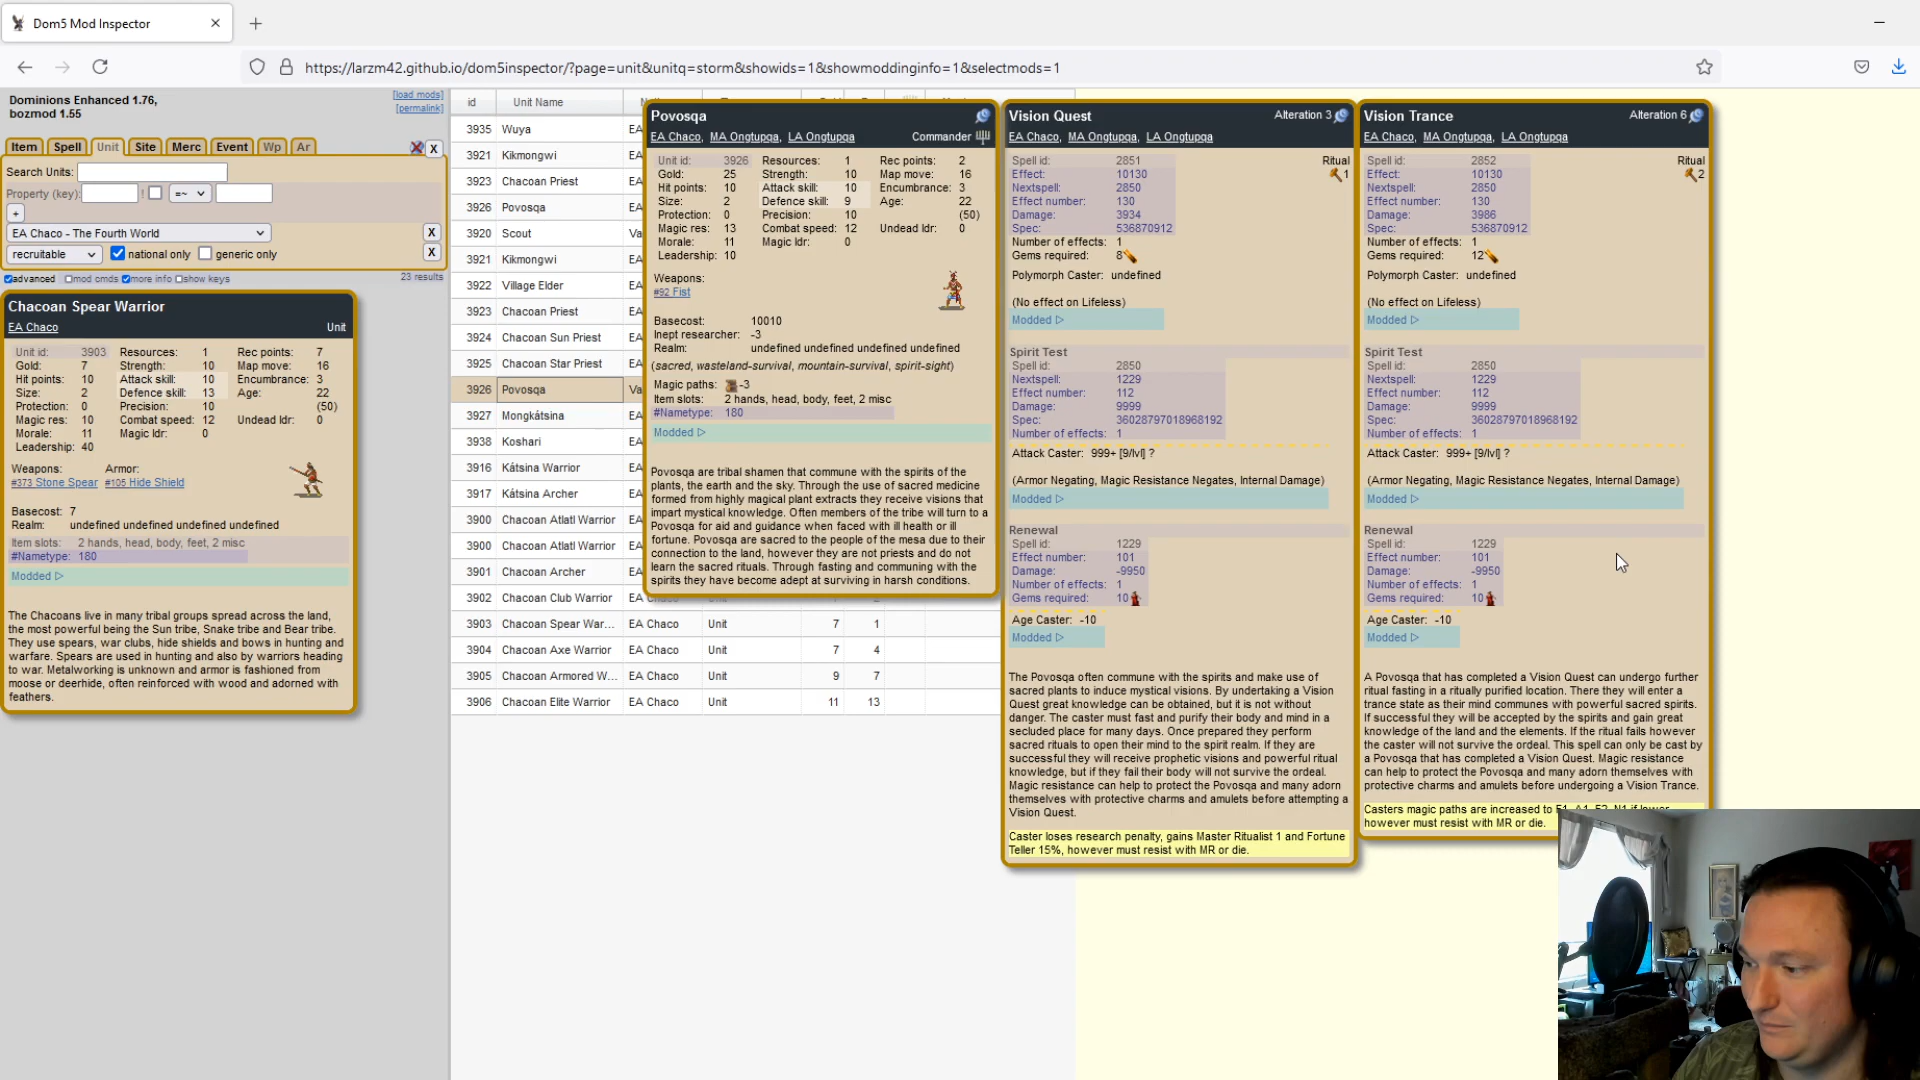 Dom5 Mod Inspector
https://larzm42.github.io/dom5inspector/?page=unit&unitq=storm&showids=1&showmoddinginfo=1&selectmods=1
Dominions Enhanced 1.76,
bozmod 1.55
[load mods]
[permalink]
Item Spell Unit Site Merc Event Wp Ar X
Search Units:
Property (key): ! =~
+
EA Chaco - The Fourth World X
recruitable national only generic only X
advanced mod cmds more info show keys 23 results
Chacoan Spear Warrior
EA Chaco Unit
Unit id: 3903 Resources: 1 Rec points: 7
Gold: 7 Strength: 10 Map move: 16
Hit points: 10 Attack skill: 10 Encumbrance: 3
Size: 2 Defence skill: 13 Age: 22
Protection: 0 Precision: 10 (50)
Magic res: 10 Combat speed: 12 Undead ldr: 0
Morale: 11 Magic ldr: 0
Leadership: 40
Weapons: Armor:
#373 Stone Spear #105 Hide Shield
Basecost: 7
Realm: undefined undefined undefined undefined
Item slots: 2 hands, head, body, feet, 2 misc
#Nametype: 180
Modded ▷
The Chacoans live in many tribal groups spread across the land,
the most powerful being the Sun tribe, Snake tribe and Bear tribe.
They use spears, war clubs, hide shields and bows in hunting and
warfare. Spears are used in hunting and also by warriors heading
to war. Metalworking is unknown and armor is fashioned from
moose or deerhide, often reinforced with wood and adorned with
feathers.
id Unit Name
3935 Wuya EA
3921 Kikmongwi EA
3923 Chacoan Priest EA
3926 Povosqa EA
3920 Scout Va
3921 Kikmongwi EA
3922 Village Elder EA
3923 Chacoan Priest EA
3924 Chacoan Sun Priest EA
3925 Chacoan Star Priest EA
3926 Povosqa Va
3927 Mongkátsina EA
3938 Koshari EA
3916 Kátsina Warrior EA
3917 Kátsina Archer EA
3900 Chacoan Atlatl Warrior EA
3900 Chacoan Atlatl Warrior EA
3901 Chacoan Archer EA
3902 Chacoan Club Warrior
3903 Chacoan Spear War... EA Chaco Unit 7 1
3904 Chacoan Axe Warrior EA Chaco Unit 7 4
3905 Chacoan Armored W... EA Chaco Unit 9 7
3906 Chacoan Elite Warrior EA Chaco Unit 11 13
Povosqa
EA Chaco, MA Ongtupqa, LA Ongtupqa Commander
Unit id: 3926 Resources: 1 Rec points: 2
Gold: 25 Strength: 10 Map move: 16
Hit points: 10 Attack skill: 10 Encumbrance: 3
Size: 2 Defence skill: 9 Age: 22
Protection: 0 Precision: 10 (50)
Magic res: 13 Combat speed: 12 Undead ldr: 0
Morale: 11 Magic ldr: 0
Leadership: 10
Weapons:
#92 Fist
Basecost: 10010
Inept researcher: -3
Realm: undefined undefined undefined undefined
(sacred, wasteland-survival, mountain-survival, spirit-sight)
Magic paths: -3
Item slots: 2 hands, head, body, feet, 2 misc
#Nametype: 180
Modded ▷
Povosqa are tribal shamen that commune with the spirits of the
plants, the earth and the sky. Through the use of sacred medicine
formed from highly magical plant extracts they receive visions that
impart mystical knowledge. Often members of the tribe will turn to a
Povosqa for aid and guidance when faced with ill health or ill
fortune. Povosqa are sacred to the people of the mesa due to their
connection to the land, however they are not priests and do not
learn the sacred rituals. Through fasting and communing with the
spirits they have become adept at surviving in harsh conditions.
Vision Quest Alteration 3
EA Chaco, MA Ongtupqa, LA Ongtupqa
Spell id: 2851 Ritual
Effect: 10130 1
Nextspell: 2850
Effect number: 130
Damage: 3934
Spec: 536870912
Number of effects: 1
Gems required: 8
Polymorph Caster: undefined
(No effect on Lifeless)
Modded ▷
Spirit Test
Spell id: 2850
Nextspell: 1229
Effect number: 112
Damage: 9999
Spec: 36028797018968192
Number of effects: 1
Attack Caster: 999+ [9/lvl] ?
(Armor Negating, Magic Resistance Negates, Internal Damage)
Modded ▷
Renewal
Spell id: 1229
Effect number: 101
Damage: -9950
Number of effects: 1
Gems required: 10
Age Caster: -10
Modded ▷
The Povosqa often commune with the spirits and make use of
sacred plants to induce mystical visions. By undertaking a Vision
Quest great knowledge can be obtained, but it is not without
danger. The caster must fast and purify their body and mind in a
secluded place for many days. Once prepared they perform
sacred rituals to open their mind to the spirit realm. If they are
successful they will receive prophetic visions and powerful ritual
knowledge, but if they fail their body will not survive the ordeal.
Magic resistance can help to protect the Povosqa and many adorn
themselves with protective charms and amulets before attempting a
Vision Quest.
Caster loses research penalty, gains Master Ritualist 1 and Fortune
Teller 15%, however must resist with MR or die.
Vision Trance Alteration 6
EA Chaco, MA Ongtupqa, LA Ongtupqa
Spell id: 2852 Ritual
Effect: 10130 2
Nextspell: 2850
Effect number: 130
Damage: 3986
Spec: 536870912
Number of effects: 1
Gems required: 12
Polymorph Caster: undefined
(No effect on Lifeless)
Modded ▷
Spirit Test
Spell id: 2850
Nextspell: 1229
Effect number: 112
Damage: 9999
Spec: 36028797018968192
Number of effects: 1
Attack Caster: 999+ [9/lvl] ?
(Armor Negating, Magic Resistance Negates, Internal Damage)
Modded ▷
Renewal
Spell id: 1229
Effect number: 101
Damage: -9950
Number of effects: 1
Gems required: 10
Age Caster: -10
Modded ▷
A Povosqa that has completed a Vision Quest can undergo further
ritual fasting in a ritually purified location. There they will enter a
trance state as their mind communes with powerful sacred spirits.
If successful they will be accepted by the spirits and gain great
knowledge of the land and the elements. If the ritual fails however
the caster will not survive the ordeal. This spell can only be cast by
a Povosqa that has completed a Vision Quest. Magic resistance
can help to protect the Povosqa and many adorn themselves with
protective charms and amulets before undergoing a Vision Trance.
Casters magic paths are increased to
however must resist with MR or die.